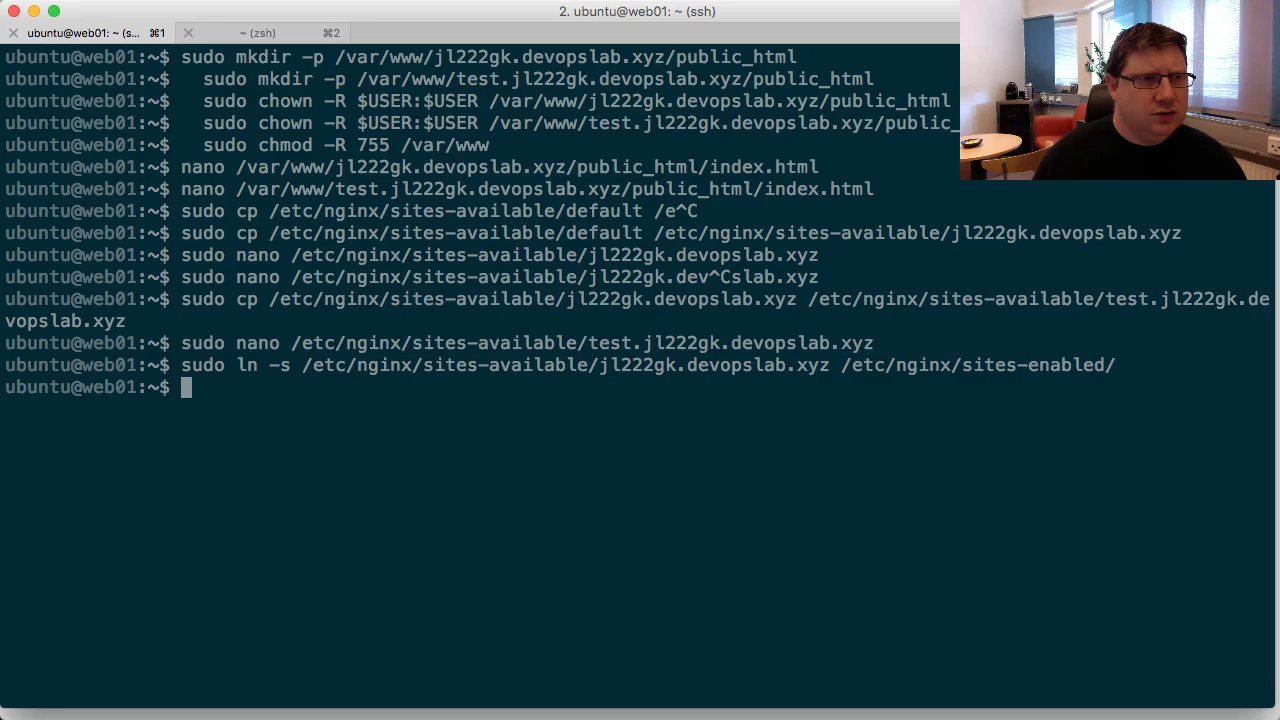 2. ubuntu@web01: ~ (ssh)
ubuntu@web01: ~ (s... ⌘1
~ (zsh) ⌘2
ubuntu@web01:~$ sudo mkdir -p /var/www/jl222gk.devopslab.xyz/public_html
ubuntu@web01:~$   sudo mkdir -p /var/www/test.jl222gk.devopslab.xyz/public_html
ubuntu@web01:~$   sudo chown -R $USER:$USER /var/www/jl222gk.devopslab.xyz/public_html
ubuntu@web01:~$   sudo chown -R $USER:$USER /var/www/test.jl222gk.devopslab.xyz/public_
ubuntu@web01:~$   sudo chmod -R 755 /var/www
ubuntu@web01:~$ nano /var/www/jl222gk.devopslab.xyz/public_html/index.html
ubuntu@web01:~$ nano /var/www/test.jl222gk.devopslab.xyz/public_html/index.html
ubuntu@web01:~$ sudo cp /etc/nginx/sites-available/default /e^C
ubuntu@web01:~$ sudo cp /etc/nginx/sites-available/default /etc/nginx/sites-available/jl222gk.devopslab.xyz
ubuntu@web01:~$ sudo nano /etc/nginx/sites-available/jl222gk.devopslab.xyz
ubuntu@web01:~$ sudo nano /etc/nginx/sites-available/jl222gk.dev^Cslab.xyz
ubuntu@web01:~$ sudo cp /etc/nginx/sites-available/jl222gk.devopslab.xyz /etc/nginx/sites-available/test.jl222gk.de
vopslab.xyz
ubuntu@web01:~$ sudo nano /etc/nginx/sites-available/test.jl222gk.devopslab.xyz
ubuntu@web01:~$ sudo ln -s /etc/nginx/sites-available/jl222gk.devopslab.xyz /etc/nginx/sites-enabled/
ubuntu@web01:~$